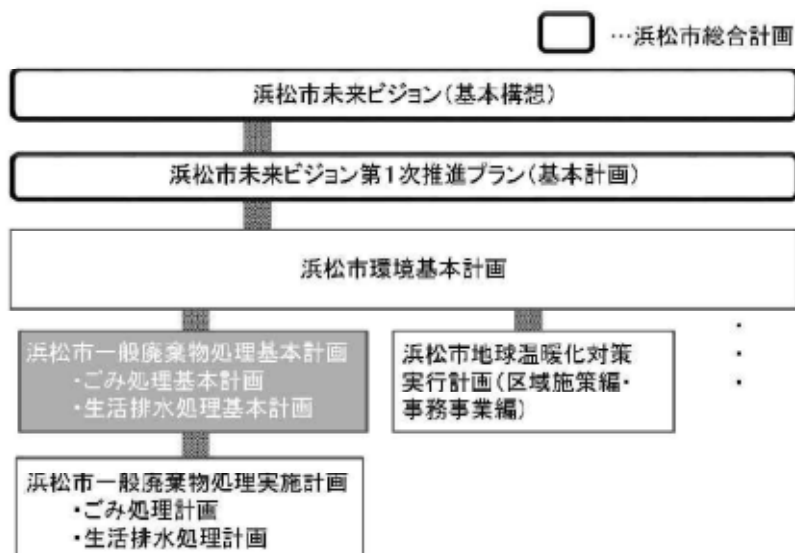 …浜松市総合計画
浜松市未来ビジョン(基本構想)
浜松市未来ビジョン第1次推進プラン(基本計画)
浜松市環境基本計画
浜松市一般廃棄物処理基本計画
・ごみ処理基本計画
・生活排水処理基本計画
浜松市地球温暖化対策
実行計画(区域施策編・
事務事業編)
・
・
・
浜松市一般廃棄物処理実施計画
・ごみ処理計画
・生活排水処理計画